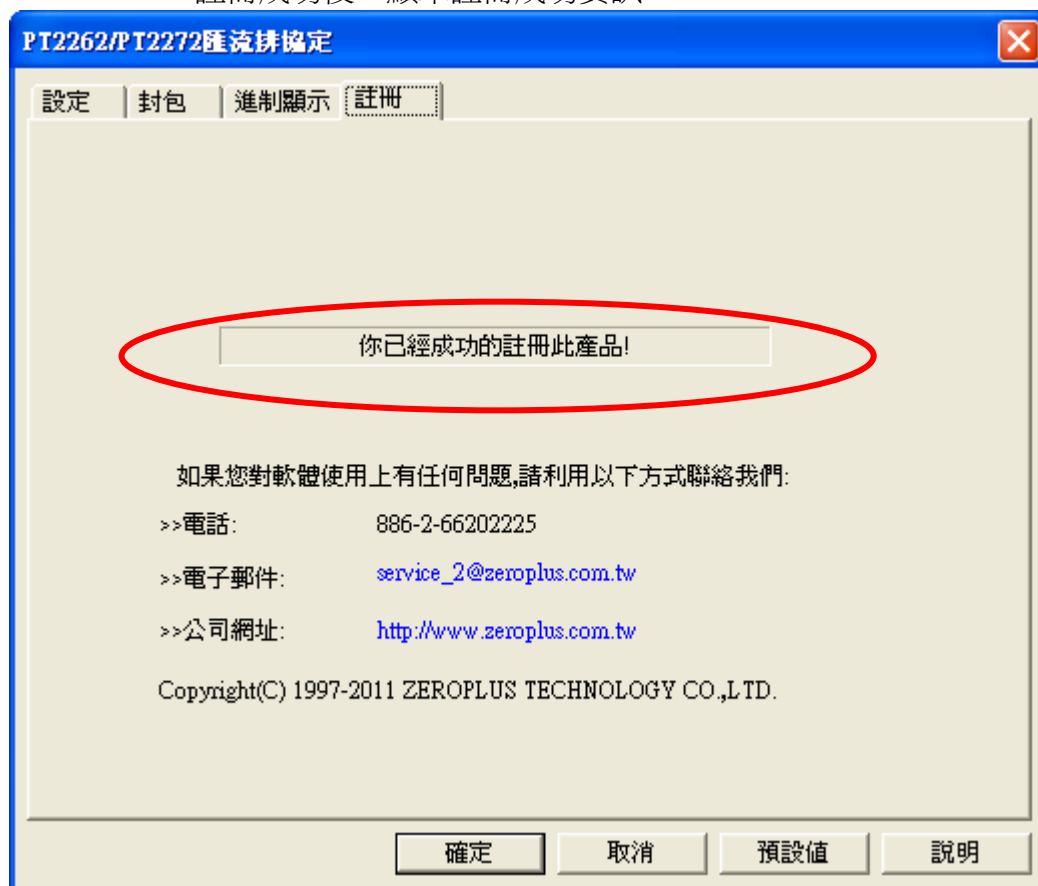 PT2262/PT2272匯流排協定
設定 封包 進制顯示 註冊
你已經成功的註冊此產品!
如果您對軟體使用上有任何問題,請利用以下方式聯絡我們:
>>電話: 886-2-66202225
>>電子郵件: service_2@zeroplus.com.tw
>>公司網址: http://www.zeroplus.com.tw
Copyright(C) 1997-2011 ZEROPLUS TECHNOLOGY CO.,LTD.
確定 取消 預設值 說明